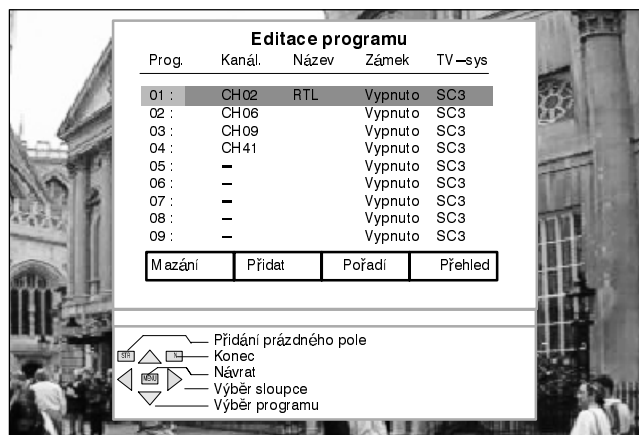 Editace programu
Prog. Kanál. Název Zámek TV-sys
01 : CH02 RTL Vypnuto SC3
02 : CH06 Vypnuto SC3
03 : CH09 Vypnuto SC3
04 : CH41 Vypnuto SC3
05 : – Vypnuto SC3
06 : – Vypnuto SC3
07 : – Vypnuto SC3
08 : – Vypnuto SC3
09 : – Vypnuto SC3
Mazání Přidat Pořadí Přehled
Přidání prázdného pole
STR N Konec
MENU Návrat
Výběr sloupce
Výběr programu